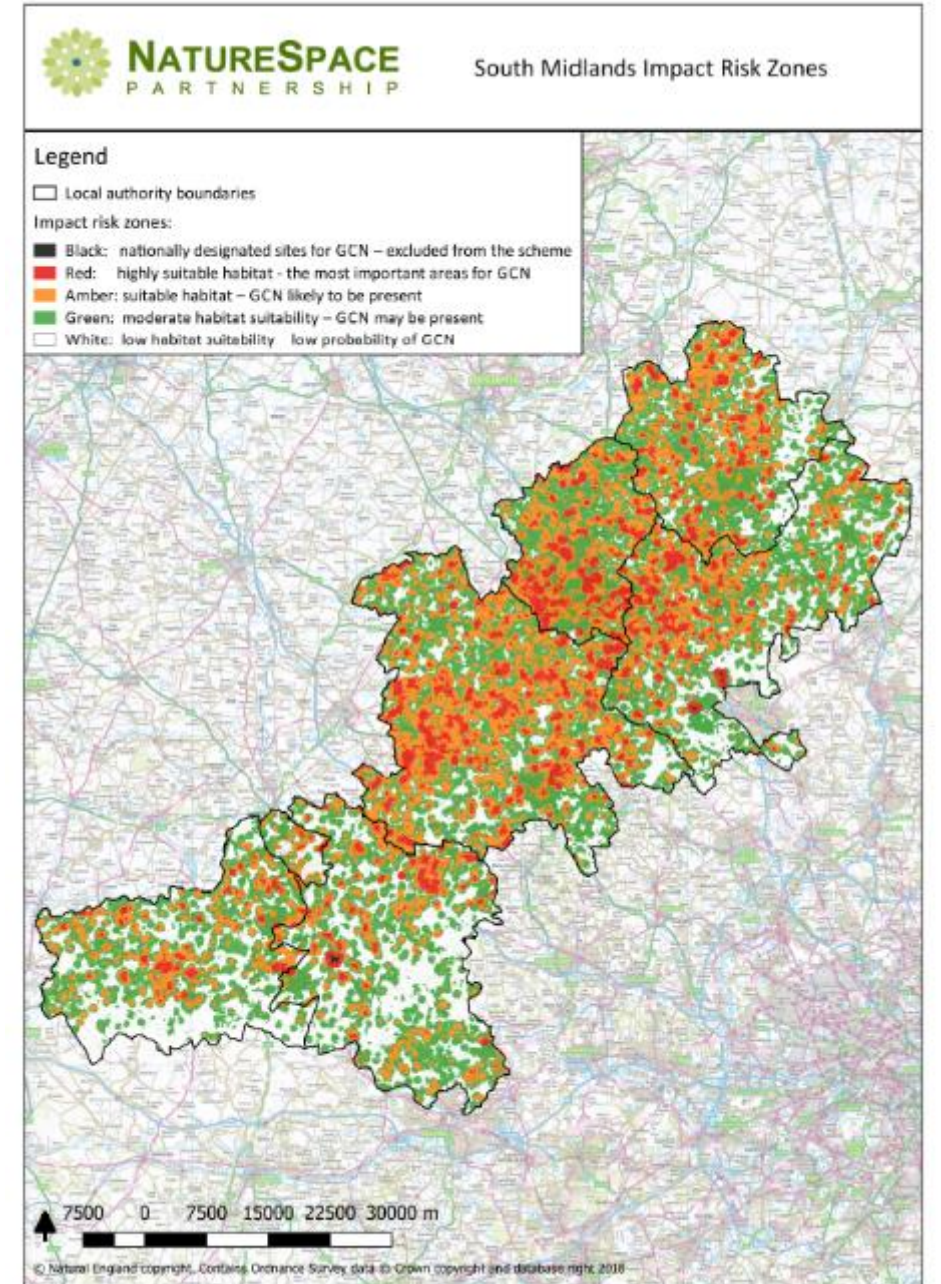 NATURESPACE
PARTNERSHIP
South Midlands Impact Risk Zones
Legend
Local authority boundaries
Impact risk zones:
Black: nationally designated sites for GCN – excluded from the scheme
Red: highly suitable habitat - the most important areas for GCN
Amber: suitable habitat – GCN likely to be present
Green: moderate habitat suitability – GCN may be present
White: low habitat suitability low probability of GCN
7500 0 7500 15000 22500 30000 m
© Natural England copyright. Contains Ordnance Survey data © Crown copyright and database right 2018